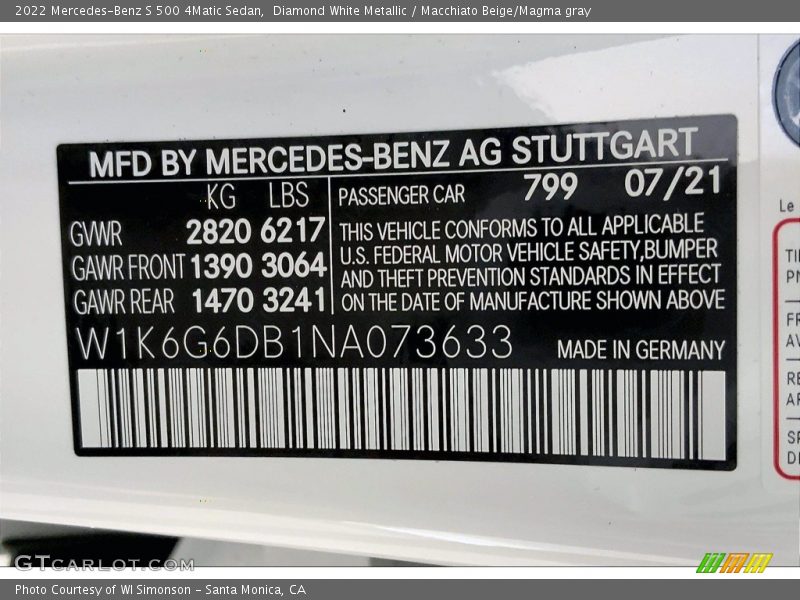 2022 Mercedes-Benz S 500 4Matic Sedan,  Diamond White Metallic / Macchiato Beige/Magma gray
MFD BY MERCEDES-BENZ AG STUTTGART
KG LBS
GVWR 2820 6217
GAWR FRONT 1390 3064
GAWR REAR 1470 3241
PASSENGER CAR 799 07/21
THIS VEHICLE CONFORMS TO ALL APPLICABLE
U.S. FEDERAL MOTOR VEHICLE SAFETY,BUMPER
AND THEFT PREVENTION STANDARDS IN EFFECT
ON THE DATE OF MANUFACTURE SHOWN ABOVE
W1K6G6DB1NA073633
MADE IN GERMANY
Le
GTCarLot.com
Photo Courtesy of WI Simonson - Santa Monica, CA